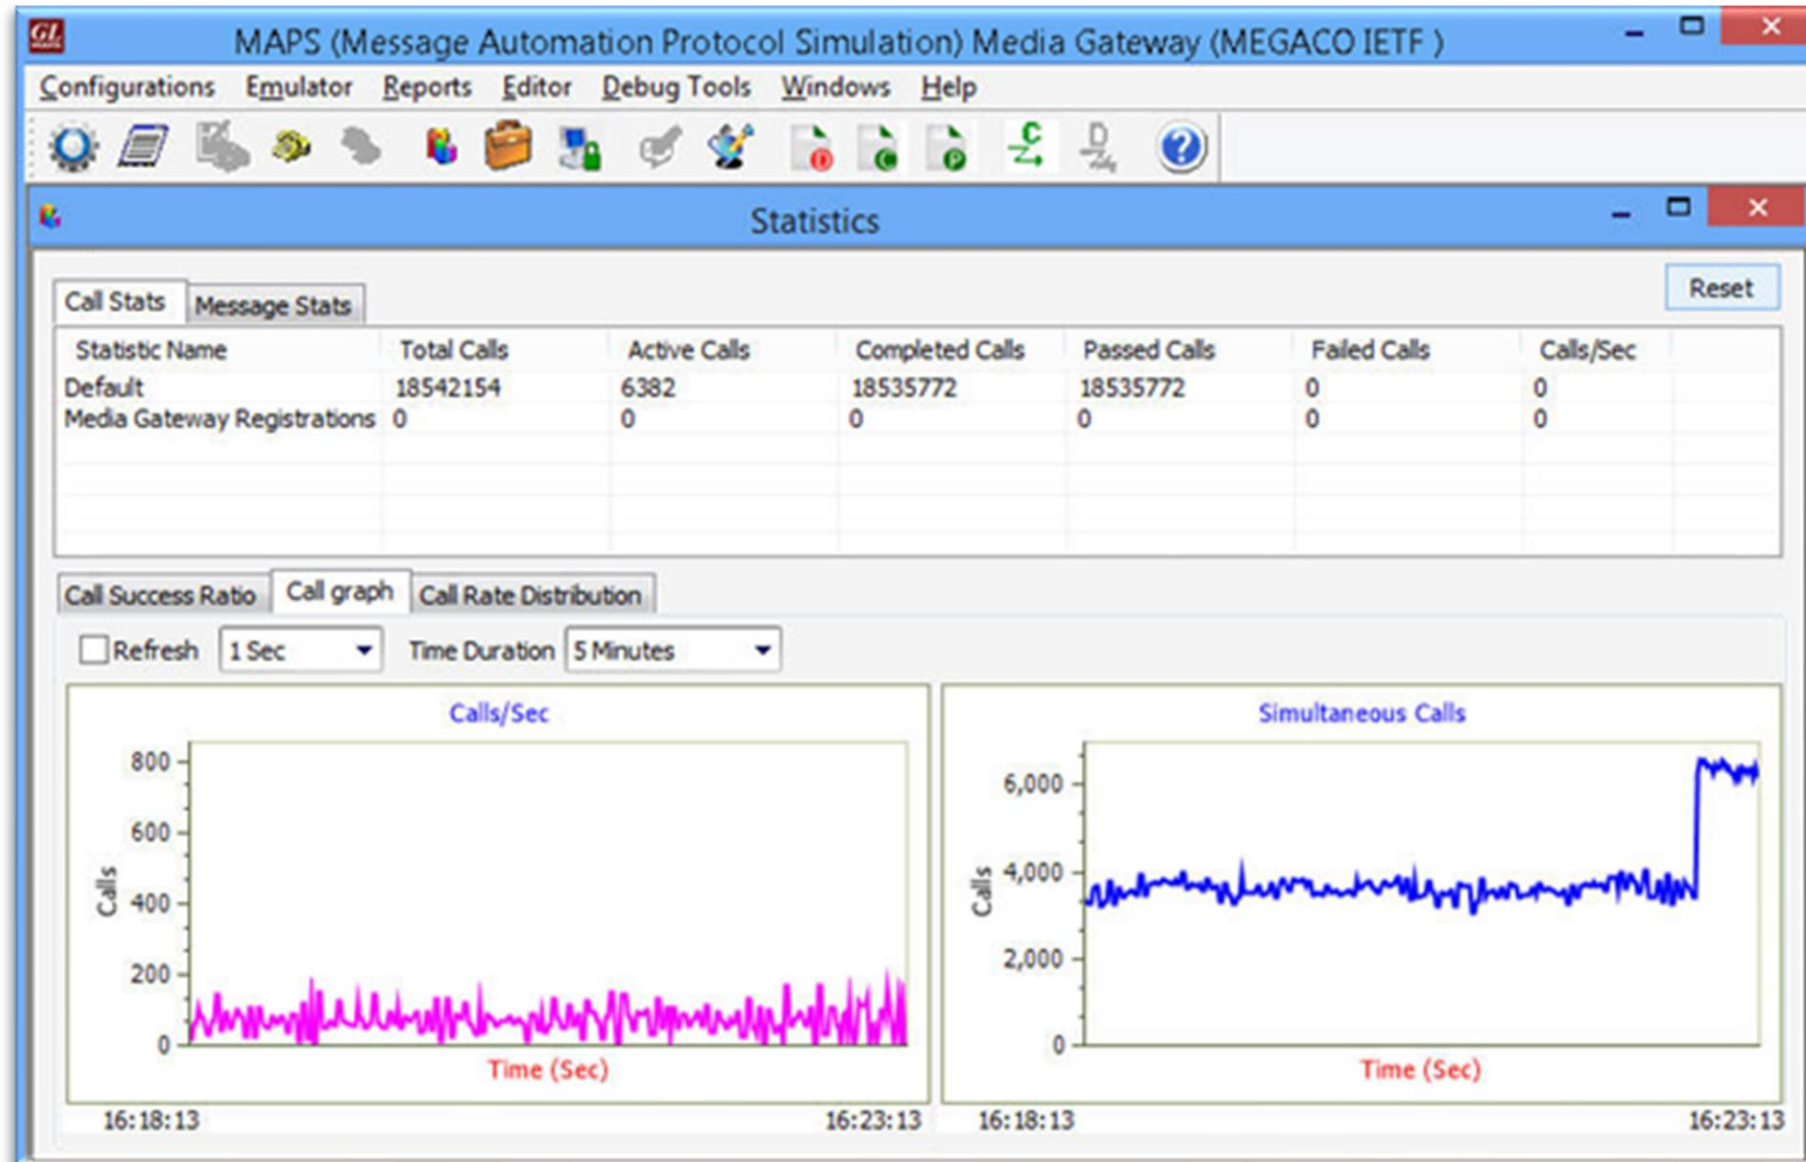 GL
MAPS
MAPS (Message Automation Protocol Simulation) Media Gateway (MEGACO IETF )
Configurations Emulator Reports Editor Debug Tools Windows Help
D C P C D ?
Statistics
Reset
Call Stats Message Stats
Statistic Name Total Calls Active Calls Completed Calls Passed Calls Failed Calls Calls/Sec
Default 18542154 6382 18535772 18535772 0 0
Media Gateway Registrations 0 0 0 0 0 0
Call Success Ratio Call graph Call Rate Distribution
Refresh 1 Sec Time Duration 5 Minutes
Calls/Sec
800
600
400
200
0
Calls
Time (Sec)
16:18:13 16:23:13
Simultaneous Calls
6,000
4,000
2,000
0
Calls
Time (Sec)
16:18:13 16:23:13